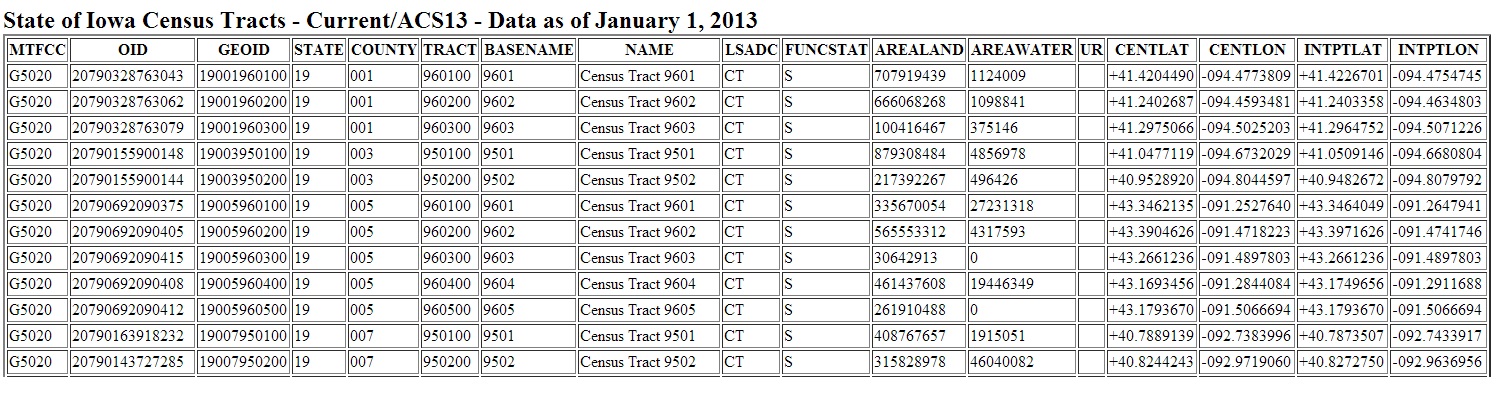 State of Iowa Census Tracts - Current/ACS13 - Data as of January 1, 2013
MTFCC OID GEOID STATE COUNTY TRACT BASENAME NAME LSADC FUNCSTAT AREALAND AREAWATER UR CENTLAT CENTLON INTPTLAT INTPTLON
G5020 20790328763043 19001960100 19 001 960100 9601 Census Tract 9601 CT S 707919439 1124009 +41.4204490 -094.4773809 +41.4226701 -094.4754745
G5020 20790328763062 19001960200 19 001 960200 9602 Census Tract 9602 CT S 666068268 1098841 +41.2402687 -094.4593481 +41.2403358 -094.4634803
G5020 20790328763079 19001960300 19 001 960300 9603 Census Tract 9603 CT S 100416467 375146 +41.2975066 -094.5025203 +41.2964752 -094.5071226
G5020 20790155900148 19003950100 19 003 950100 9501 Census Tract 9501 CT S 879308484 4856978 +41.0477119 -094.6732029 +41.0509146 -094.6680804
G5020 20790155900144 19003950200 19 003 950200 9502 Census Tract 9502 CT S 217392267 496426 +40.9528920 -094.8044597 +40.9482672 -094.8079792
G5020 20790692090375 19005960100 19 005 960100 9601 Census Tract 9601 CT S 335670054 27231318 +43.3462135 -091.2527640 +43.3464049 -091.2647941
G5020 20790692090405 19005960200 19 005 960200 9602 Census Tract 9602 CT S 565553312 4317593 +43.3904626 -091.4718223 +43.3971626 -091.4741746
G5020 20790692090415 19005960300 19 005 960300 9603 Census Tract 9603 CT S 30642913 0 +43.2661236 -091.4897803 +43.2661236 -091.4897803
G5020 20790692090408 19005960400 19 005 960400 9604 Census Tract 9604 CT S 461437608 19446349 +43.1693456 -091.2844084 +43.1749656 -091.2911688
G5020 20790692090412 19005960500 19 005 960500 9605 Census Tract 9605 CT S 261910488 0 +43.1793670 -091.5066694 +43.1793670 -091.5066694
G5020 20790163918232 19007950100 19 007 950100 9501 Census Tract 9501 CT S 408767657 1915051 +40.7889139 -092.7383996 +40.7873507 -092.7433917
G5020 20790143727285 19007950200 19 007 950200 9502 Census Tract 9502 CT S 315828978 46040082 +40.8244243 -092.9719060 +40.8272750 -092.9636956